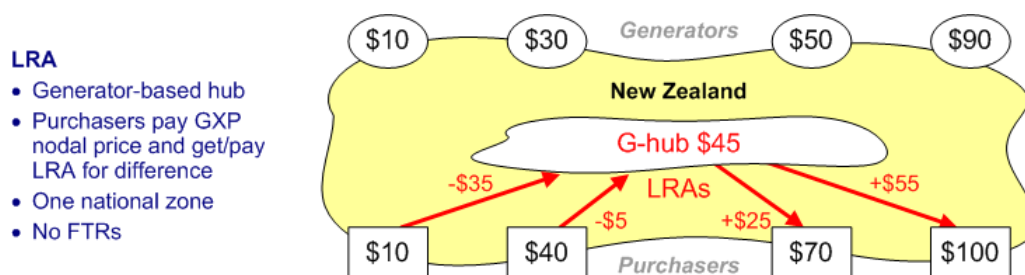 LRA
• Generator-based hub
• Purchasers pay GXP
nodal price and get/pay
LRA for difference
• One national zone
• No FTRs
Generators
$10
$30
$50
$90
New Zealand
G-hub $45
LRAs
-$35
-$5
+$25
+$55
$10
$40
$70
$100
Purchasers